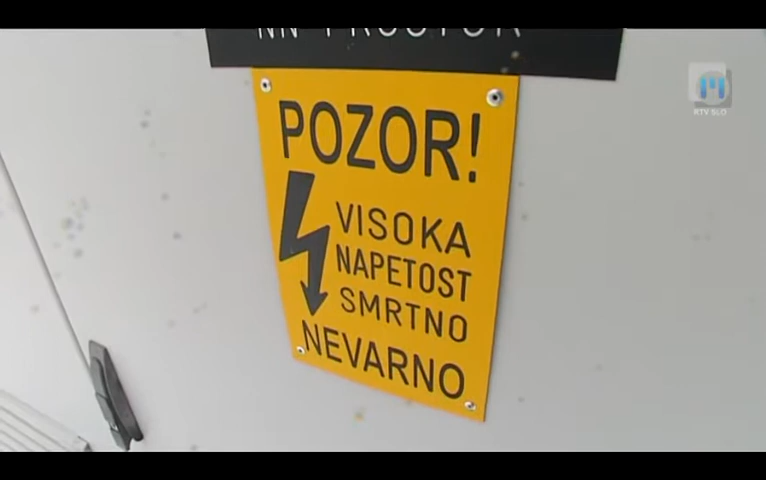 NN PROSTOR
POZOR!
VISOKA
NAPETOST
SMRTNO
NEVARNO
RTV SLO